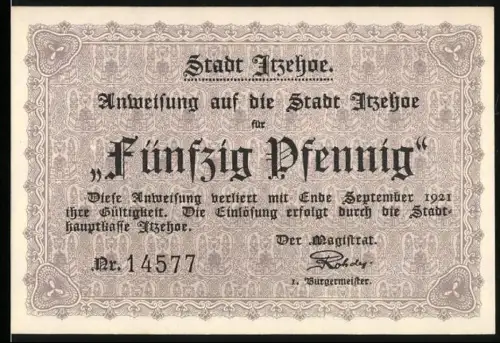 Stadt Itzehoe.
Anweisung auf die Stadt Itzehoe
für
„Fünfzig Pfennig“
Diese Anweisung verliert mit Ende September 1921
ihre Gültigkeit. Die Einlösung erfolgt durch die Stadt-
hauptkasse Itzehoe.
Der Magistrat.
Nr. 14577
Rohde.
1. Bürgermeister.